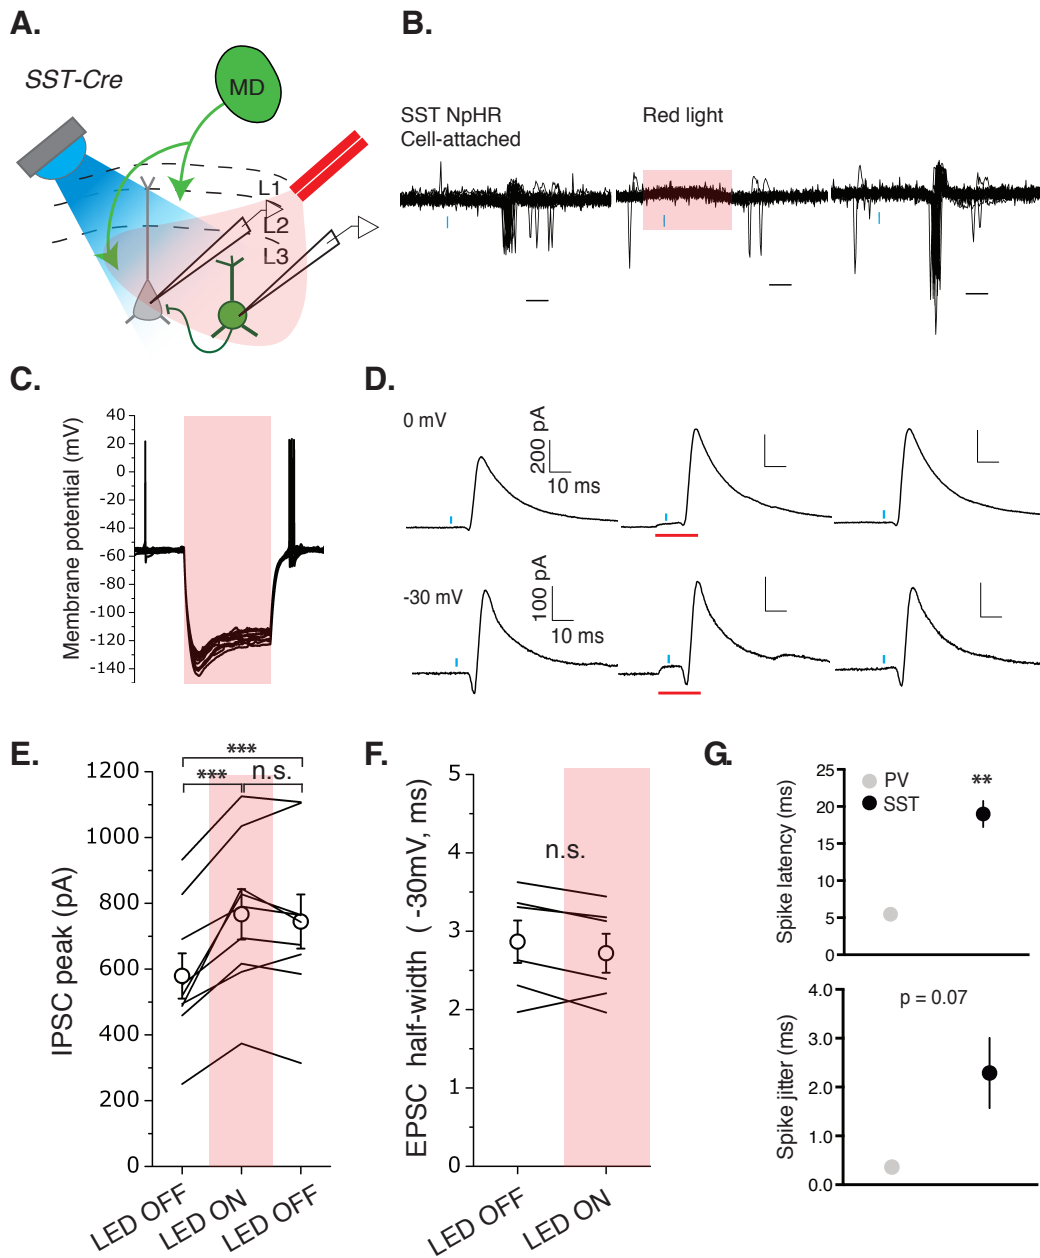 A.
SST-Cre
MD
L1
L2
L3
B.
SST NpHR
Cell-attached
Red light
C.
Membrane potential (mV)
40
20
0
-20
-40
-60
-80
-100
-120
-140
D.
0 mV
200 pA
10 ms
-30 mV
100 pA
10 ms
E.
IPSC peak (pA)
1200
1000
800
600
400
200
0
***
***
n.s.
LED OFF
LED ON
LED OFF
F.
EPSC half-width ( -30mV, ms)
5
4
3
2
1
0
n.s.
LED OFF
LED ON
G.
Spike latency (ms)
25
20
15
10
5
0
PV
SST
**
Spike jitter (ms)
4.0
3.0
2.0
1.0
0.0
p = 0.07